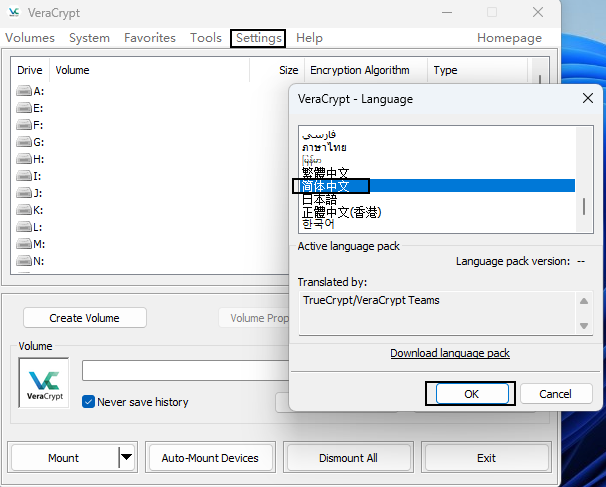 VeraCrypt
Volumes System Favorites Tools Settings Help Homepage
Drive Volume Size Encryption Algorithm Type
A:
E:
F:
G:
H:
I:
J:
K:
L:
M:
N:
VeraCrypt - Language
فارسي
ภาษาไทย
繁體中文
简体中文
日本語
正體中文(香港)
한국어
Active language pack
Language pack version: --
Translated by:
TrueCrypt/VeraCrypt Teams
Download language pack
OK Cancel
Create Volume Volume Prop
Volume
VeraCrypt
Never save history
Mount Auto-Mount Devices Dismount All Exit